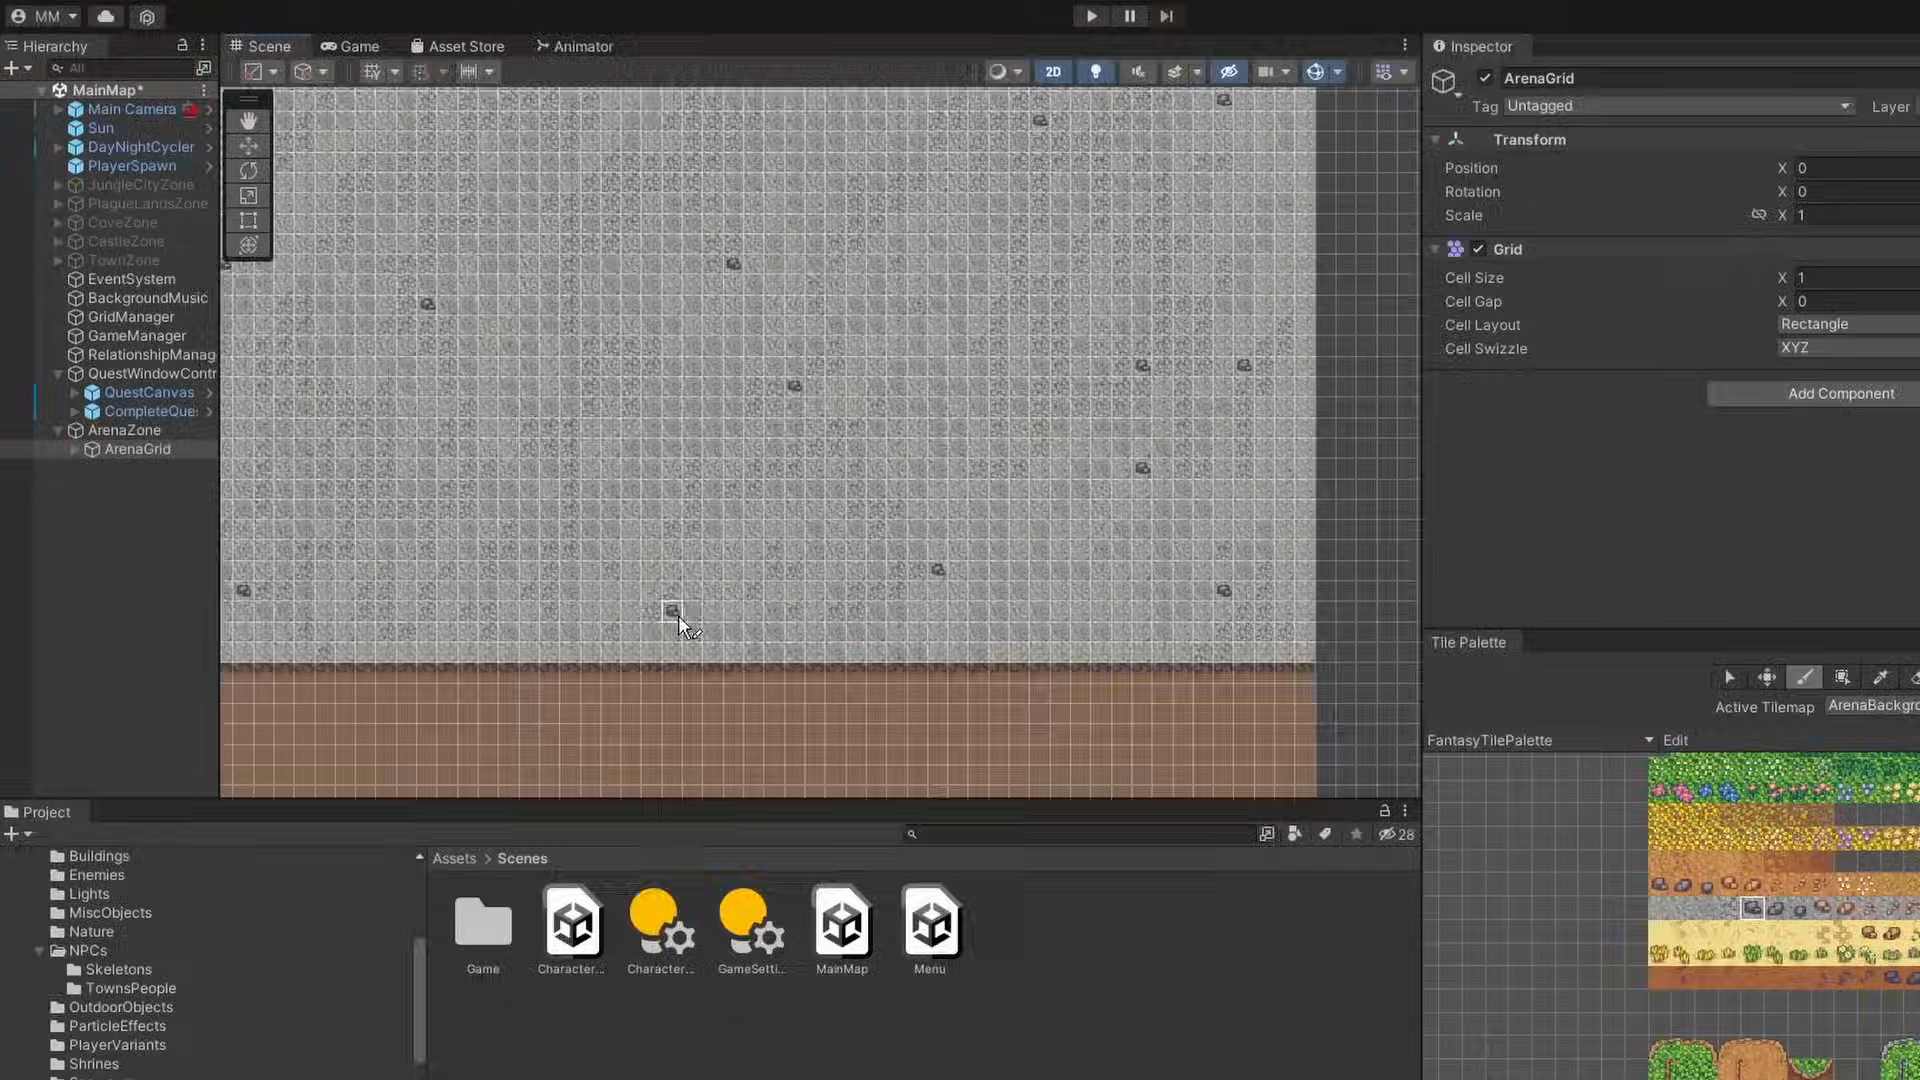 MM
Hierarchy
All
MainMap*
Main Camera
Sun
DayNightCycler
PlayerSpawn
JungleCityZone
PlagueLandsZone
CoveZone
CastleZone
TownZone
EventSystem
BackgroundMusic
GridManager
GameManager
RelationshipManag
QuestWindowContr
QuestCanvas
CompleteQue
ArenaZone
ArenaGrid
Scene
Game
Asset Store
Animator
2D
Inspector
ArenaGrid
Tag Untagged Layer
Transform
Position X 0
Rotation X 0
Scale X 1
Grid
Cell Size X 1
Cell Gap X 0
Cell Layout Rectangle
Cell Swizzle XYZ
Add Component
Tile Palette
Active Tilemap ArenaBackgro
FantasyTilePalette Edit
Project
28
Buildings
Enemies
Lights
MiscObjects
Nature
NPCs
Skeletons
TownsPeople
OutdoorObjects
ParticleEffects
PlayerVariants
Shrines
Assets > Scenes
Game
Character...
Character...
GameSetti...
MainMap
Menu